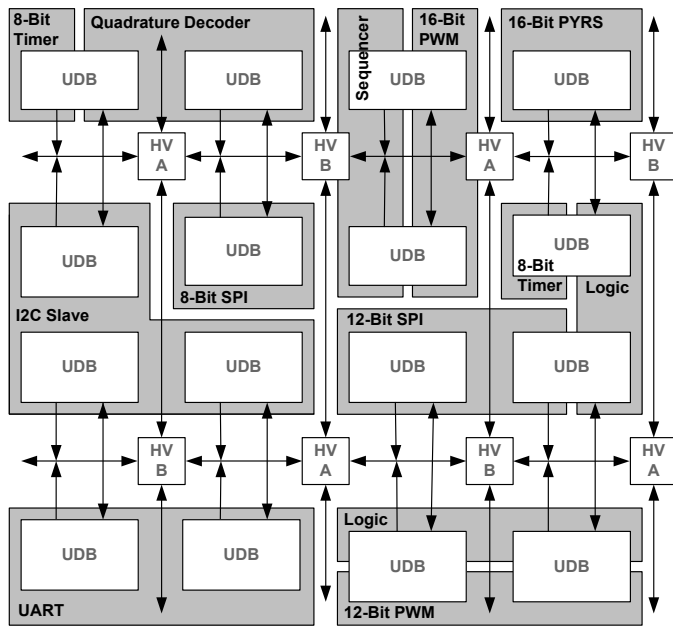 8-Bit
Timer
Quadrature Decoder
Sequencer
16-Bit
PWM
16-Bit PYRS
UDB
UDB
UDB
UDB
HV
A
HV
B
HV
A
HV
B
UDB
UDB
UDB
UDB
8-Bit SPI
8-Bit
Timer
Logic
I2C Slave
12-Bit SPI
UDB
UDB
UDB
UDB
HV
B
HV
A
HV
B
HV
A
Logic
UDB
UDB
UDB
UDB
UART
12-Bit PWM